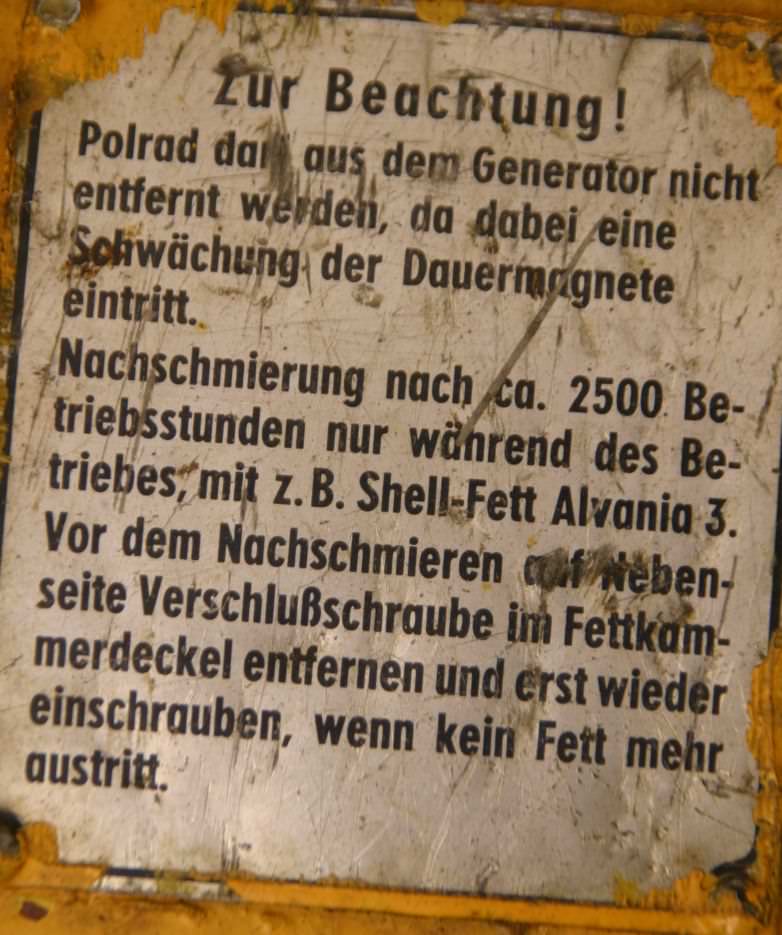 Zur Beachtung!
Polrad darf aus dem Generator nicht
entfernt werden, da dabei eine
Schwächung der Dauermagnete
eintritt.
Nachschmierung nach ca. 2500 Be-
triebsstunden nur während des Be-
triebes, mit z. B. Shell-Fett Alvania 3.
Vor dem Nachschmieren auf Neben-
seite Verschlußschraube im Fettkam-
merdeckel entfernen und erst wieder
einschrauben, wenn kein Fett mehr
austritt.